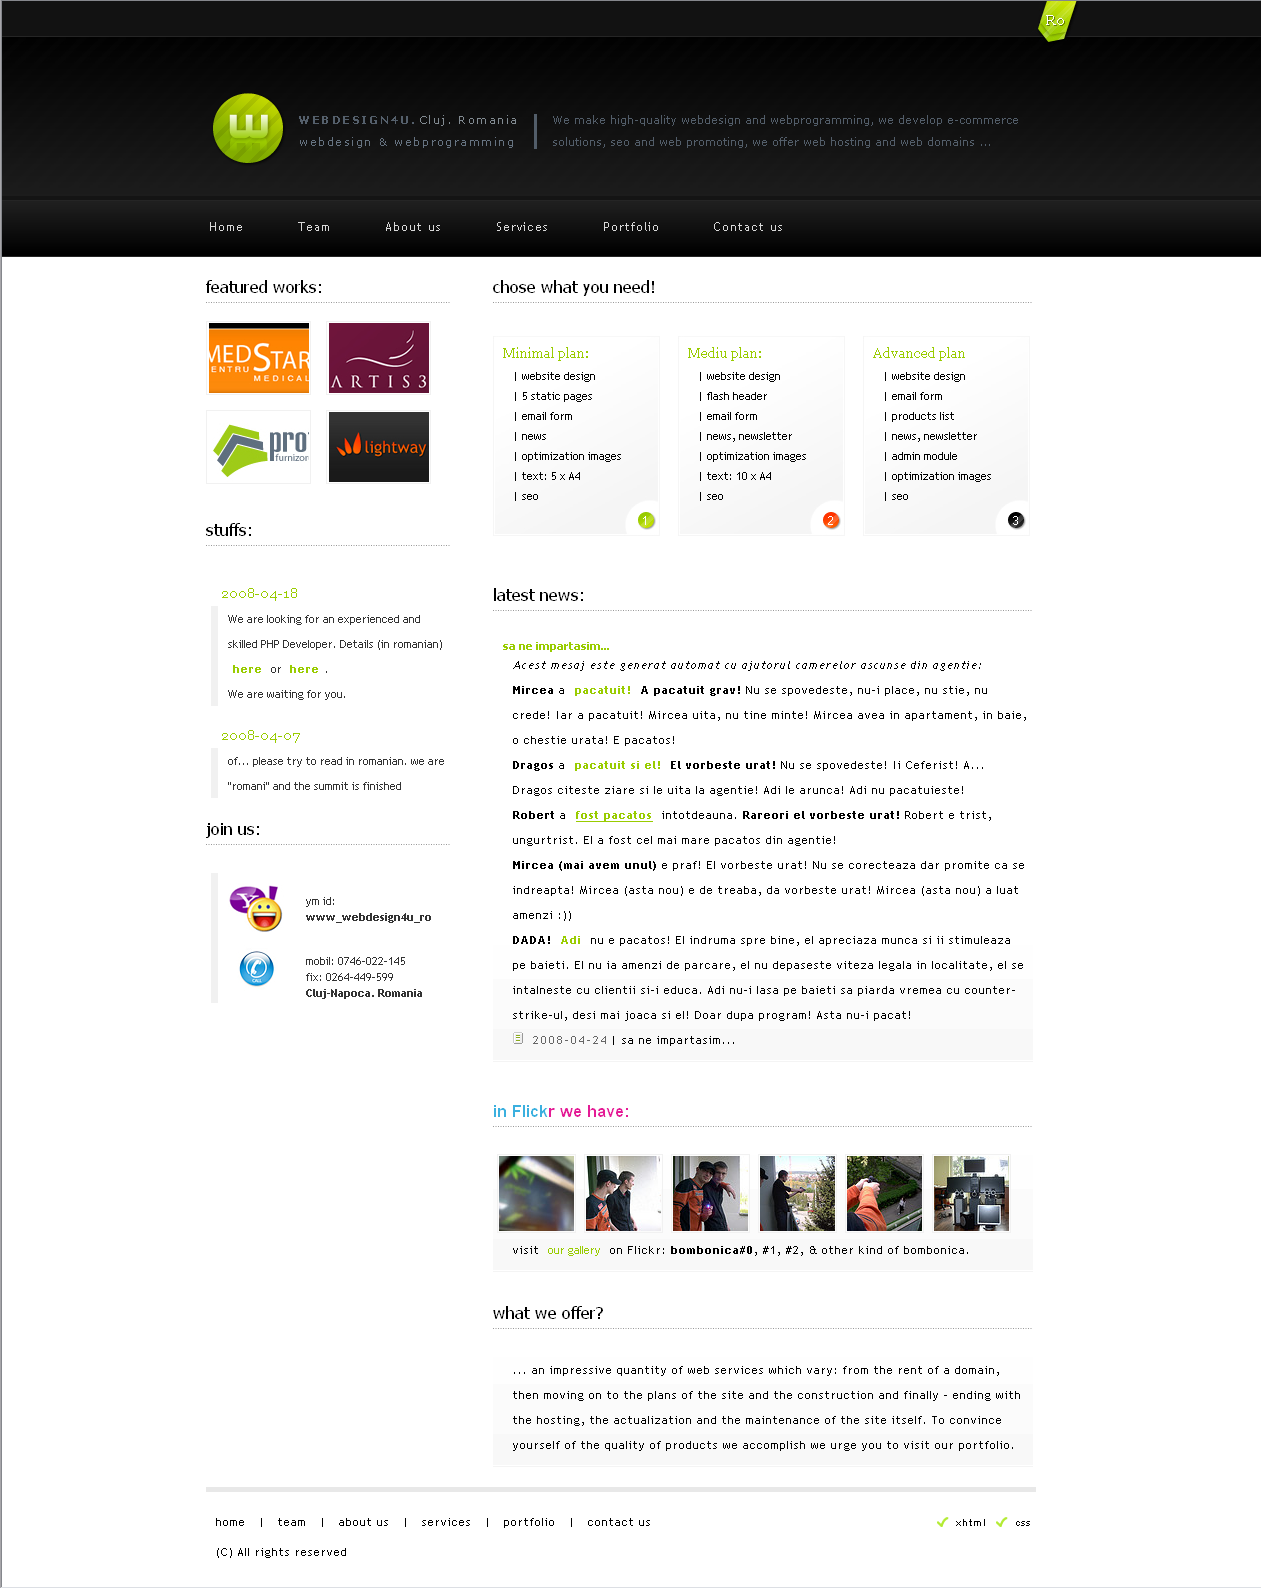 Ro
w
WEBDESIGN4U. Cluj. Romania
webdesign & webprogramming
We make high-quality webdesign and webprogramming, we develop e-commerce
solutions, seo and web promoting, we offer web hosting and web domains ...
Home Team About us Services Portfolio Contact us
featured works:
MEDSTAR
ENTRU
MEDICAL
ARTIS3
pro
furnizor
lightway
stuffs:
2008-04-18
We are looking for an experienced and
skilled PHP Developer. Details (in romanian)
here or here .
We are waiting for you.
2008-04-07
of... please try to read in romanian. we are
"romani" and the summit is finished
join us:
ym id:
www_webdesign4u_ro
CALL
mobil: 0746-022-145
fix: 0264-449-599
Cluj-Napoca. Romania
chose what you need!
Minimal plan:
| website design
| 5 static pages
| email form
| news
| optimization images
| text: 5 x A4
| seo
1
Mediu plan:
| website design
| flash header
| email form
| news, newsletter
| optimization images
| text: 10 x A4
| seo
2
Advanced plan
| website design
| email form
| products list
| news, newsletter
| admin module
| optimization images
| seo
3
latest news:
sa ne impartasim...
Acest mesaj este generat automat cu ajutorul camerelor ascunse din agentie:
Mircea a pacatuit! A pacatuit grav! Nu se spovedeste, nu-i place, nu stie, nu
crede! Iar a pacatuit! Mircea uita, nu tine minte! Mircea avea in apartament, in baie,
o chestie urata! E pacatos!
Dragos a pacatuit si el! El vorbeste urat! Nu se spovedeste! Ii Ceferist! A...
Dragos citeste ziare si le uita la agentie! Adi le arunca! Adi nu pacatuieste!
Robert a fost pacatos intotdeauna. Rareori el vorbeste urat! Robert e trist,
ungurtrist. El a fost cel mai mare pacatos din agentie!
Mircea (mai avem unul) e praf! El vorbeste urat! Nu se corecteaza dar promite ca se
indreapta! Mircea (asta nou) e de treaba, da vorbeste urat! Mircea (asta nou) a luat
amenzi :))
DADA! Adi nu e pacatos! El indruma spre bine, el apreciaza munca si ii stimuleaza
pe baieti. El nu ia amenzi de parcare, el nu depaseste viteza legala in localitate, el se
intalneste cu clientii si-i educa. Adi nu-i lasa pe baieti sa piarda vremea cu counter-
strike-ul, desi mai joaca si el! Doar dupa program! Asta nu-i pacat!
2008-04-24 | sa ne impartasim...
in Flickr we have:
visit our gallery on Flickr: bombonica#0, #1, #2, & other kind of bombonica.
what we offer?
... an impressive quantity of web services which vary: from the rent of a domain,
then moving on to the plans of the site and the construction and finally - ending with
the hosting, the actualization and the maintenance of the site itself. To convince
yourself of the quality of products we accomplish we urge you to visit our portfolio.
home | team | about us | services | portfolio | contact us
xhtml css
(C) All rights reserved